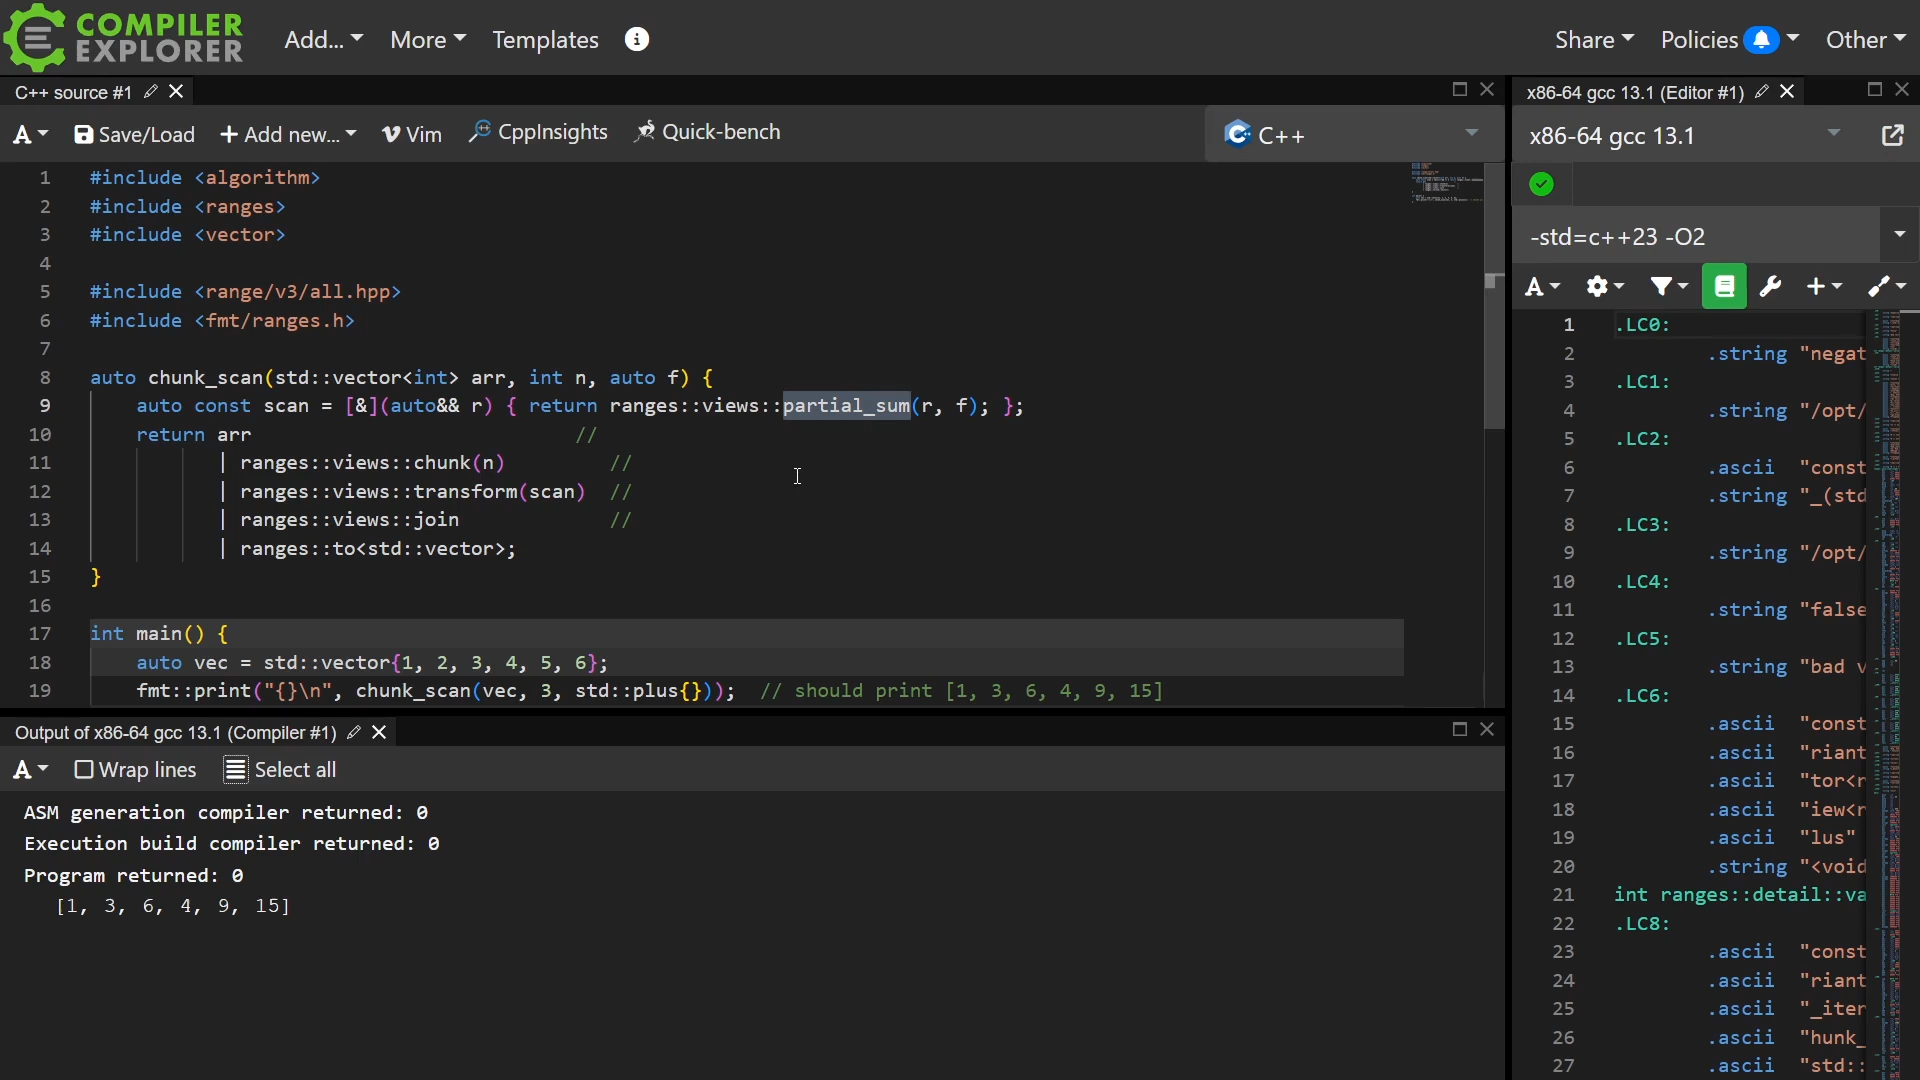 COMPILER
EXPLORER
Add...
More
Templates
Share
Policies
Other
C++ source #1
A
Save/Load
+ Add new...
Vim
CppInsights
Quick-bench
C++
1 #include <algorithm>
2 #include <ranges>
3 #include <vector>
4
5 #include <range/v3/all.hpp>
6 #include <fmt/ranges.h>
7
8 auto chunk_scan(std::vector<int> arr, int n, auto f) {
9 auto const scan = [&](auto&& r) { return ranges::views::partial_sum(r, f); };
10 return arr //
11 | ranges::views::chunk(n) //
12 | ranges::views::transform(scan) //
13 | ranges::views::join //
14 | ranges::to<std::vector>;
15 }
16
17 int main() {
18 auto vec = std::vector{1, 2, 3, 4, 5, 6};
19 fmt::print("{}\n", chunk_scan(vec, 3, std::plus{})); // should print [1, 3, 6, 4, 9, 15]
Output of x86-64 gcc 13.1 (Compiler #1)
A
Wrap lines
Select all
ASM generation compiler returned: 0
Execution build compiler returned: 0
Program returned: 0
[1, 3, 6, 4, 9, 15]
x86-64 gcc 13.1 (Editor #1)
x86-64 gcc 13.1
-std=c++23 -O2
A
1 .LC0:
2 .string "negat
3 .LC1:
4 .string "/opt/
5 .LC2:
6 .ascii "const
7 .string "_(std
8 .LC3:
9 .string "/opt/
10 .LC4:
11 .string "false
12 .LC5:
13 .string "bad v
14 .LC6:
15 .ascii "const
16 .ascii "riant
17 .ascii "tor<r
18 .ascii "iew<r
19 .ascii "lus"
20 .string "<void
21 int ranges::detail::va
22 .LC8:
23 .ascii "const
24 .ascii "riant
25 .ascii "_iter
26 .ascii "hunk_
27 .ascii "std::